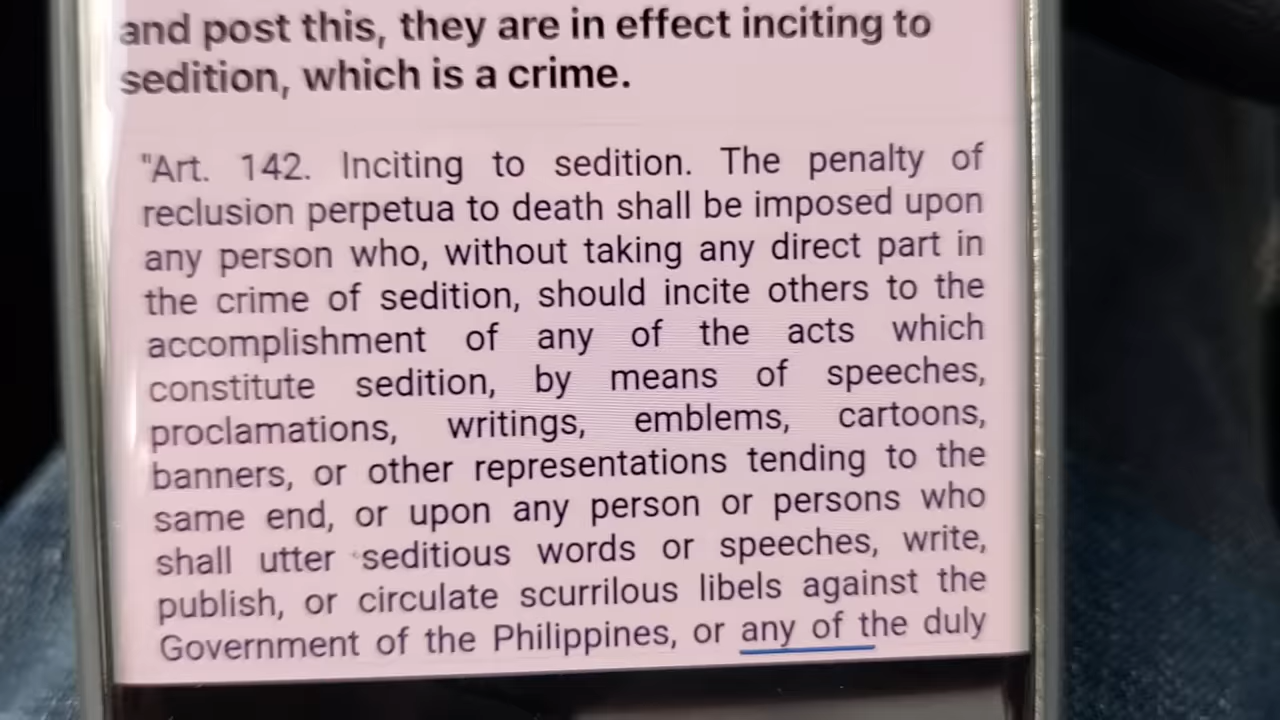 and post this, they are in effect inciting to
sedition, which is a crime.
"Art. 142. Inciting to sedition. The penalty of
reclusion perpetua to death shall be imposed upon
any person who, without taking any direct part in
the crime of sedition, should incite others to the
accomplishment of any of the acts which
constitute sedition, by means of speeches,
proclamations, writings, emblems, cartoons,
banners, or other representations tending to the
same end, or upon any person or persons who
shall utter seditious words or speeches, write,
publish, or circulate scurrilous libels against the
Government of the Philippines, or any of the duly